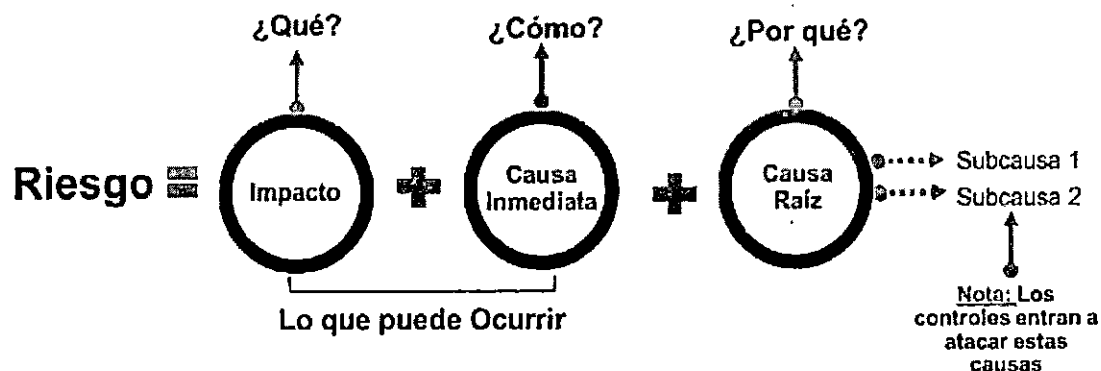 ¿Qué?
¿Cómo?
¿Por qué?
Riesgo =
Impacto
+
Causa
Inmediata
+
Causa
Raíz
Subcausa 1
Subcausa 2
Lo que puede Ocurrir
Nota: Los
controles entran a
atacar estas
causas